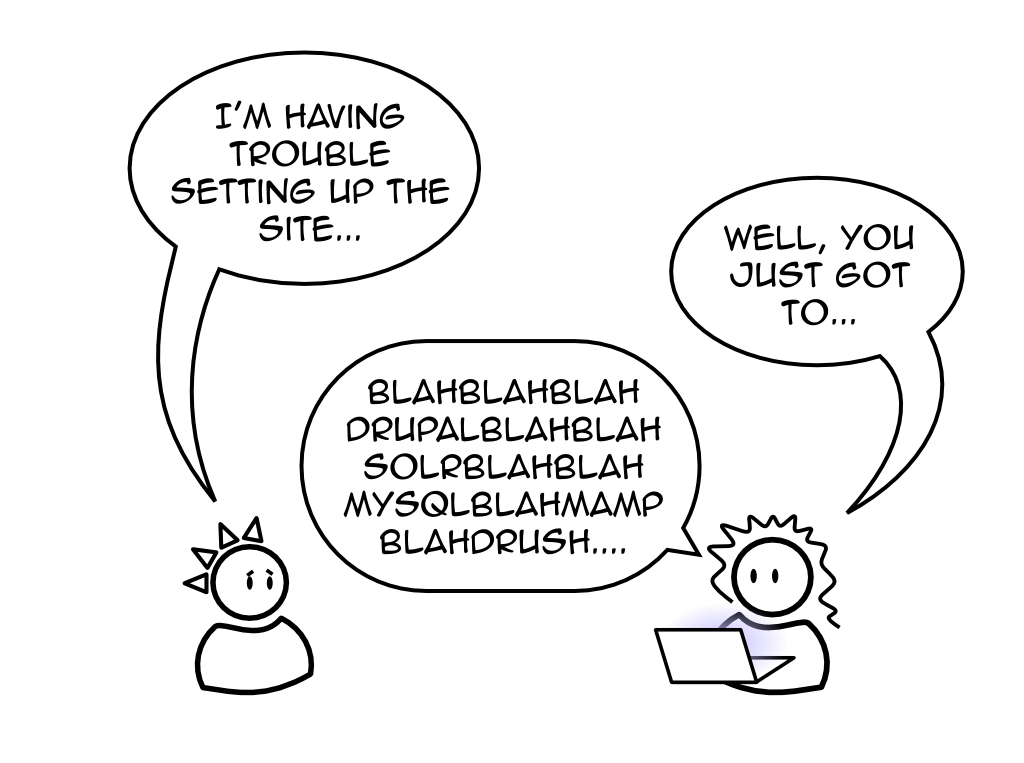 I'M HAVING
TROUBLE
SETTING UP THE
SITE...
WELL, YOU
JUST GOT
TO...
BLAHBLAHBLAH
DRUPALBLAHBLAH
SOLRBLAHBLAH
MYSQLBLAHMAMP
BLAHDRUSH....